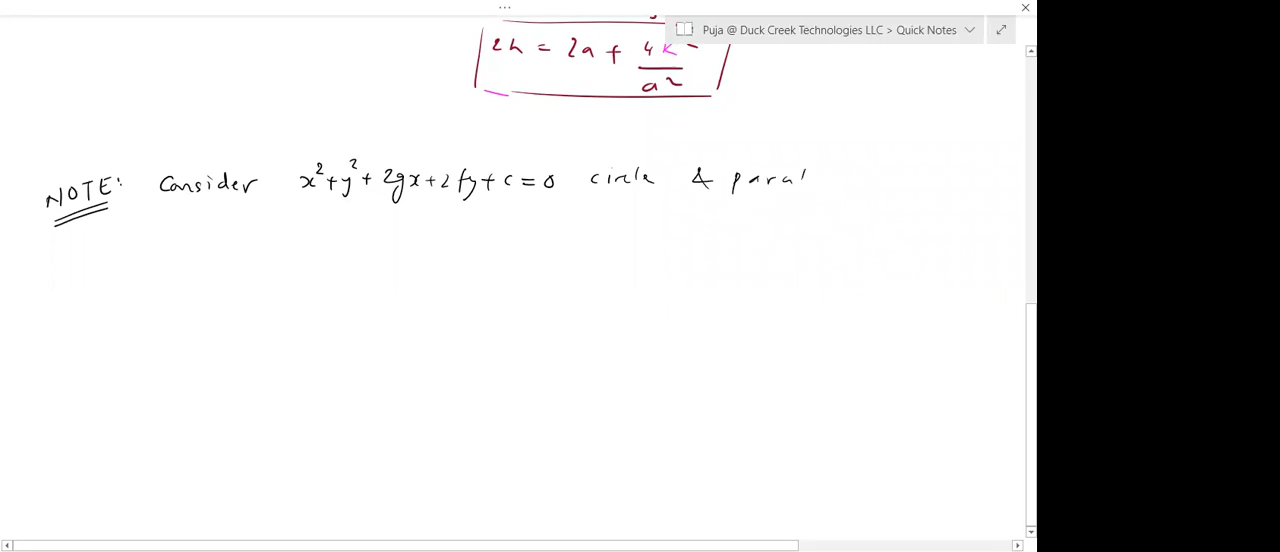 Puja @ Duck Creek Technologies LLC > Quick Notes
2h = 2a + 4k²/a²
NOTE: Consider x²+y²+2gx+2fy+c=0 circle & paral